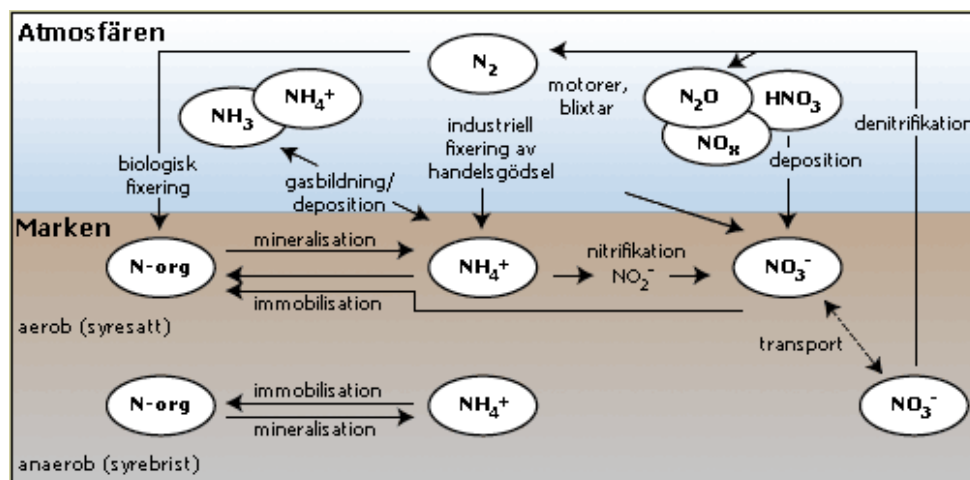 Atmosfären
N₂
NH₃
NH₄⁺
motorer,
blixtar
N₂O
HNO₃
NOₓ
denitrifikation
biologisk
fixering
gasbildning/
deposition
industriell
fixering av
handelsgödsel
deposition
Marken
N-org
mineralisation
NH₄⁺
nitrifikation
NO₂⁻
NO₃⁻
immobilisation
aerob (syresatt)
transport
N-org
immobilisation
mineralisation
NH₄⁺
NO₃⁻
anaerob (syrebrist)